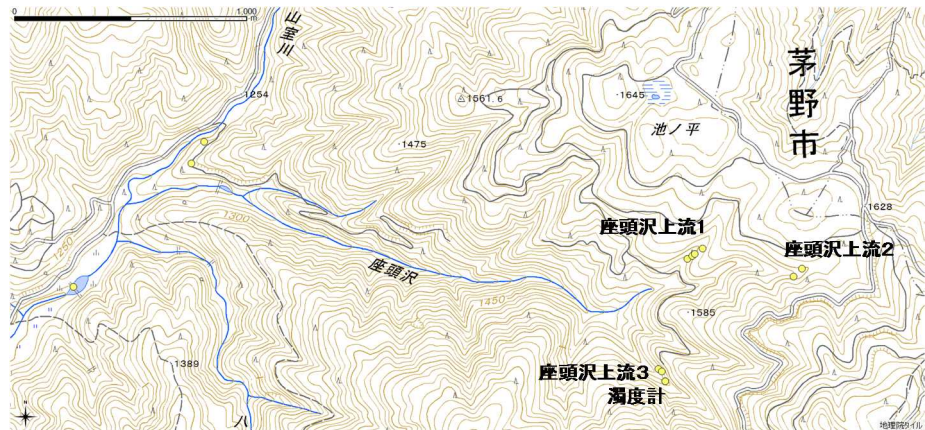 0 1.000 m
山室川
1254
1561.6
1645
茅野市
池ノ平
1475
1300
1628
座頭沢上流1
座頭沢上流2
1250
座頭沢
1450
1585
1389
座頭沢上流3
濁度計
八
地理院タイル